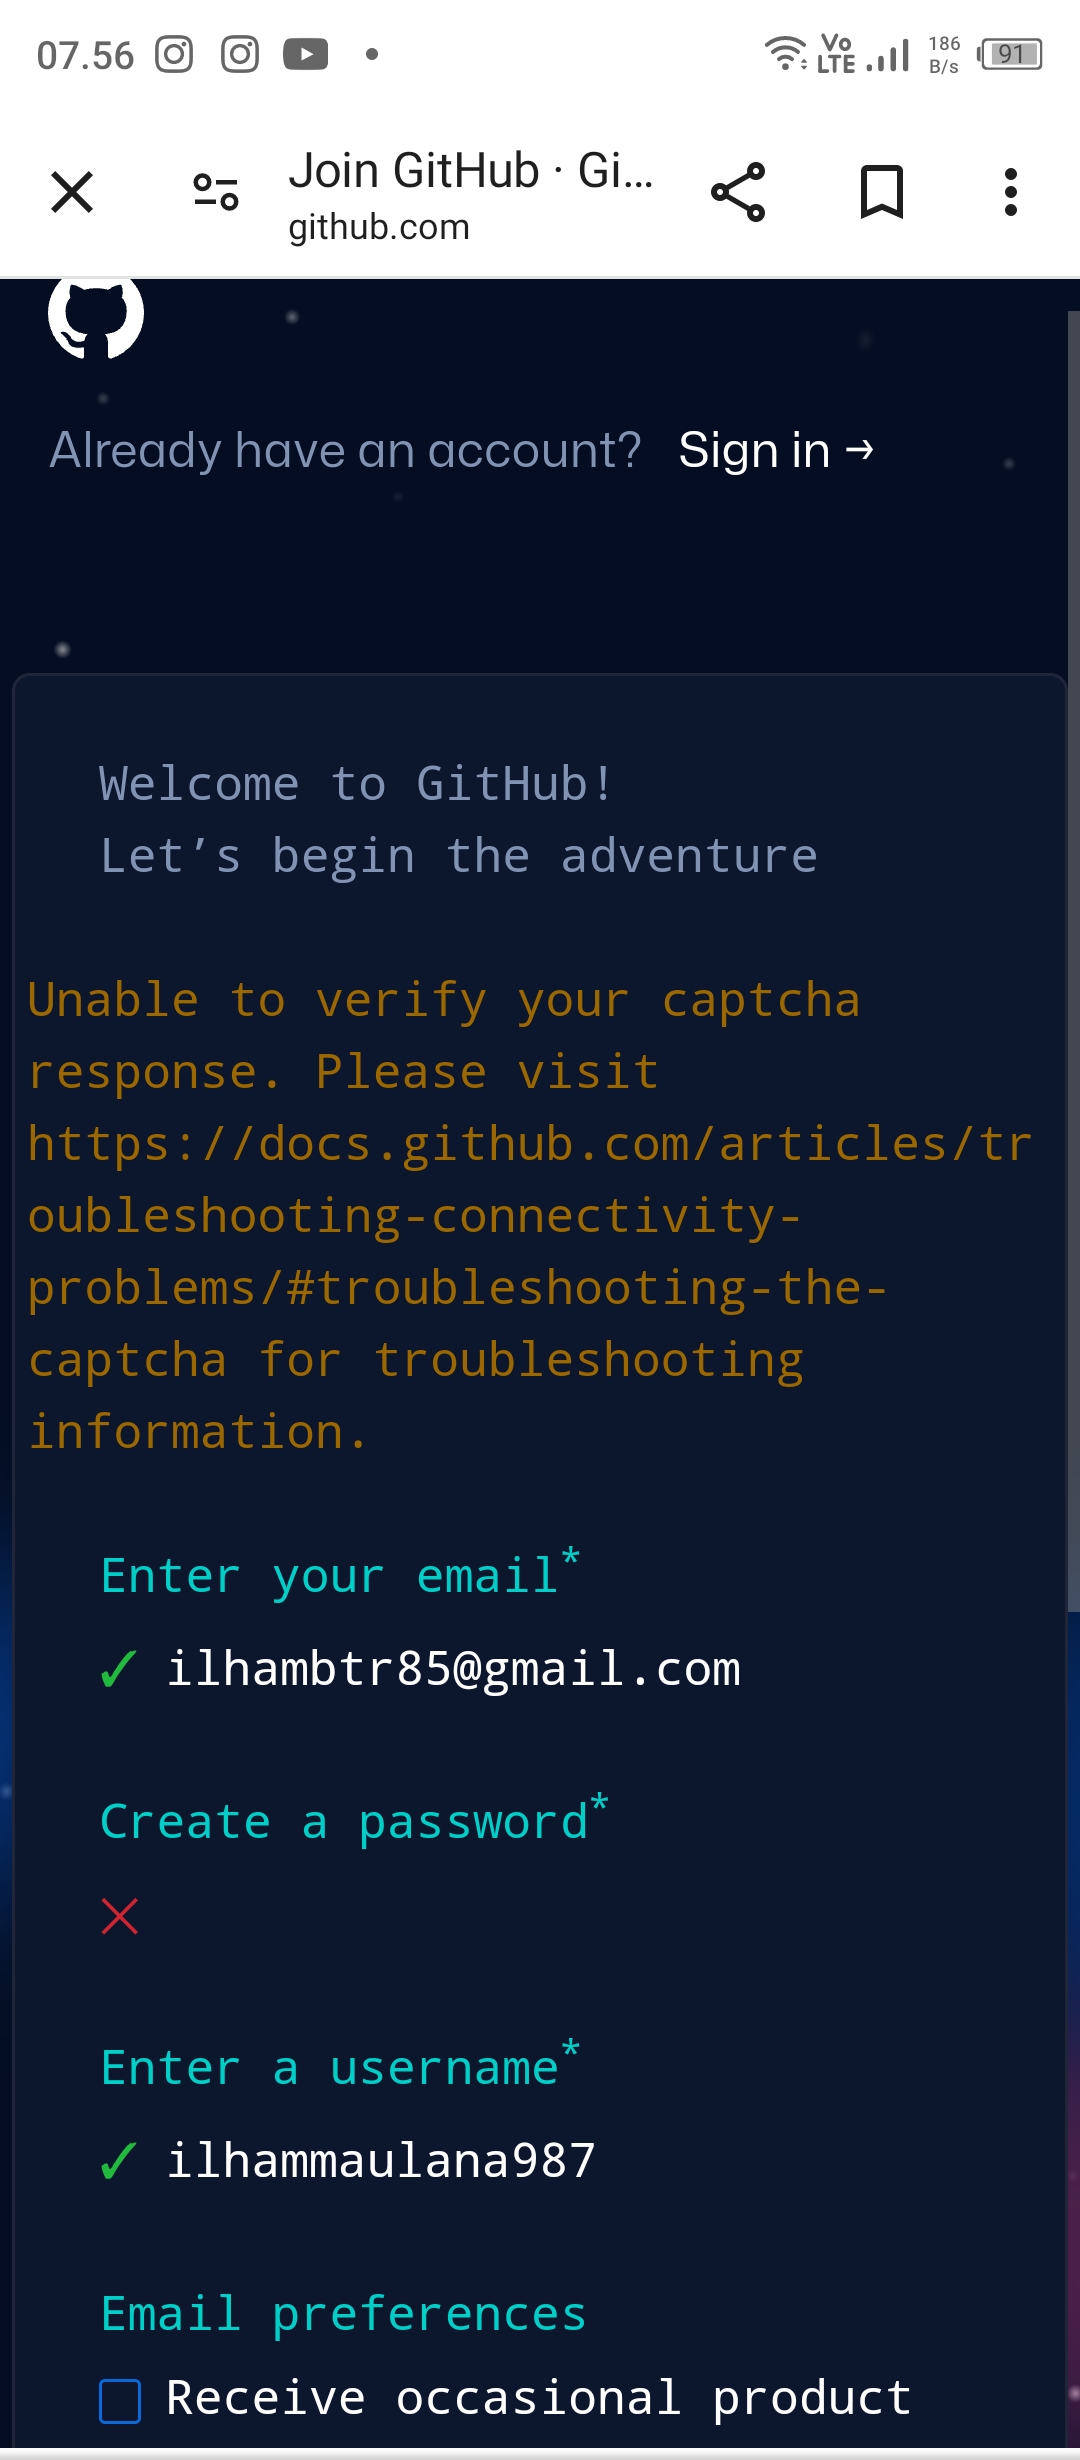 07.56
Vo
LTE
186
B/s
91
Join GitHub · Gi...
github.com
Already have an account? Sign in →
Welcome to GitHub!
Let’s begin the adventure
Unable to verify your captcha
response. Please visit
https://docs.github.com/articles/tr
oubleshooting-connectivity-
problems/#troubleshooting-the-
captcha for troubleshooting
information.
Enter your email*
✓ ilhambtr85@gmail.com
Create a password*
Enter a username*
✓ ilhammaulana987
Email preferences
Receive occasional product